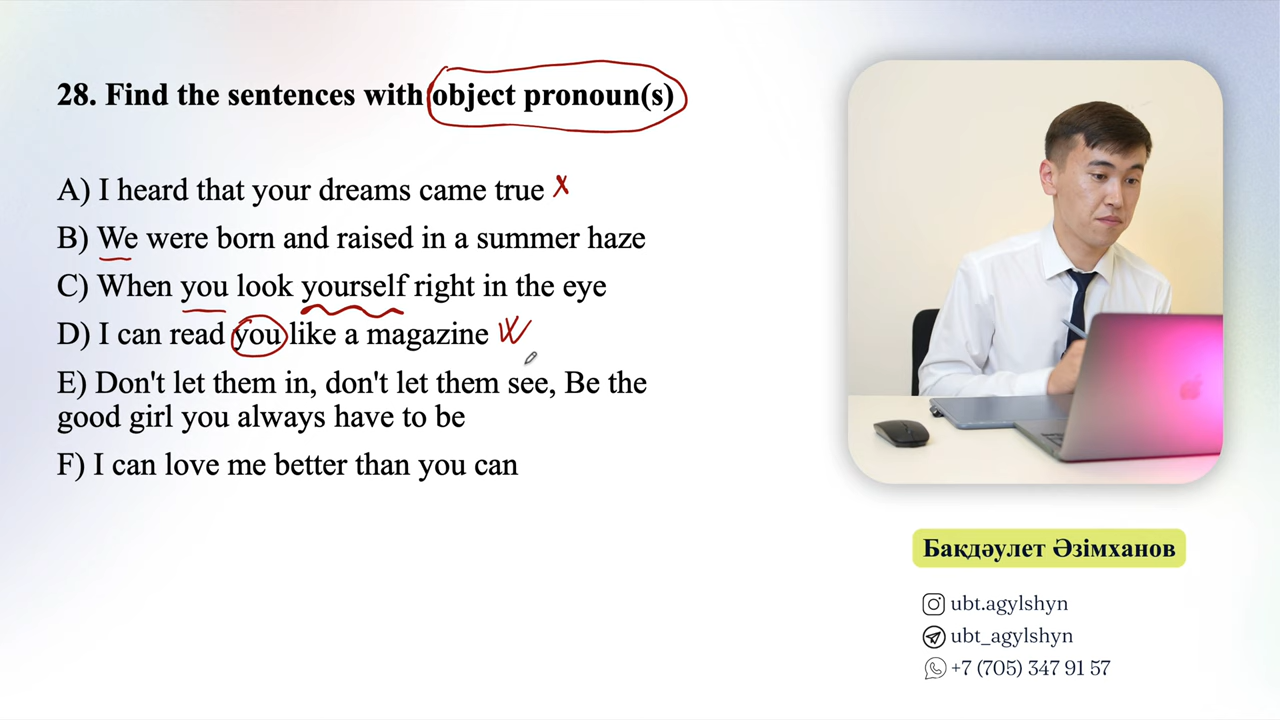 28. Find the sentences with object pronoun(s)
A) I heard that your dreams came true
B) We were born and raised in a summer haze
C) When you look yourself right in the eye
D) I can read you like a magazine
E) Don't let them in, don't let them see, Be the
good girl you always have to be
F) I can love me better than you can
Бақдәулет Әзімханов
ubt.agylshyn
ubt_agylshyn
+7 (705) 347 91 57